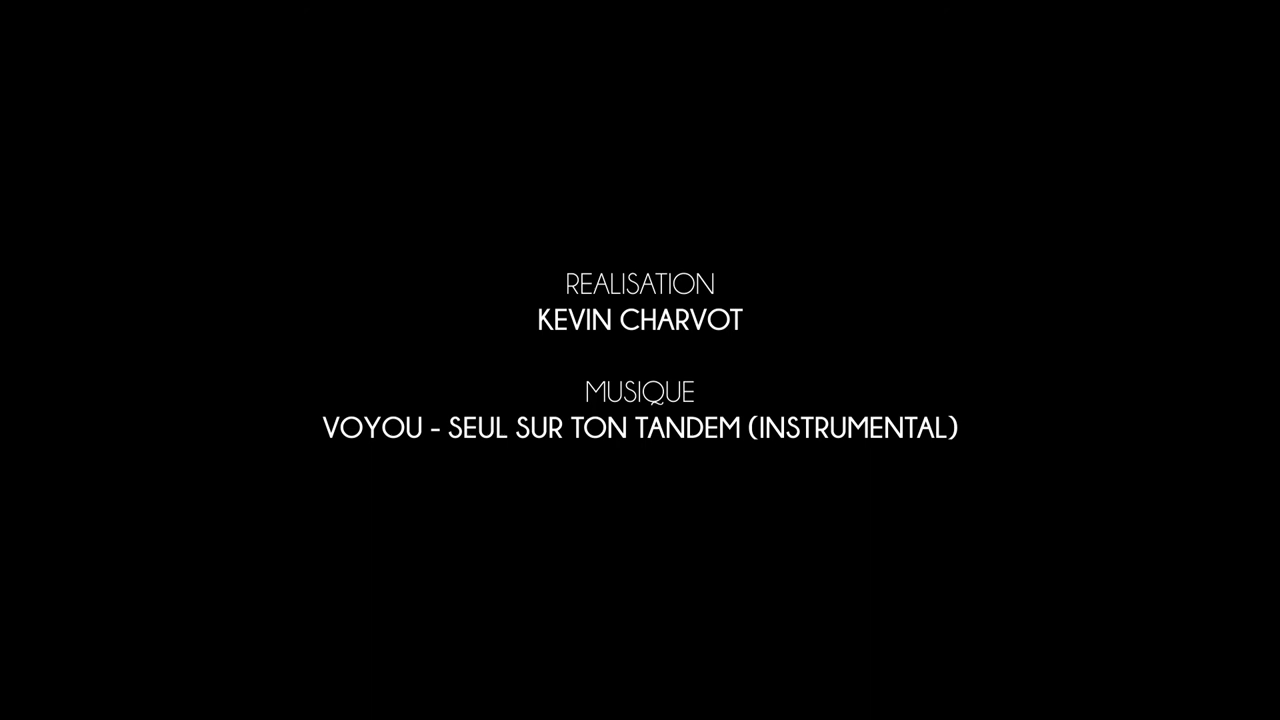 REALISATION
KEVIN CHARVOT
MUSIQUE
VOYOU - SEUL SUR TON TANDEM (INSTRUMENTAL)